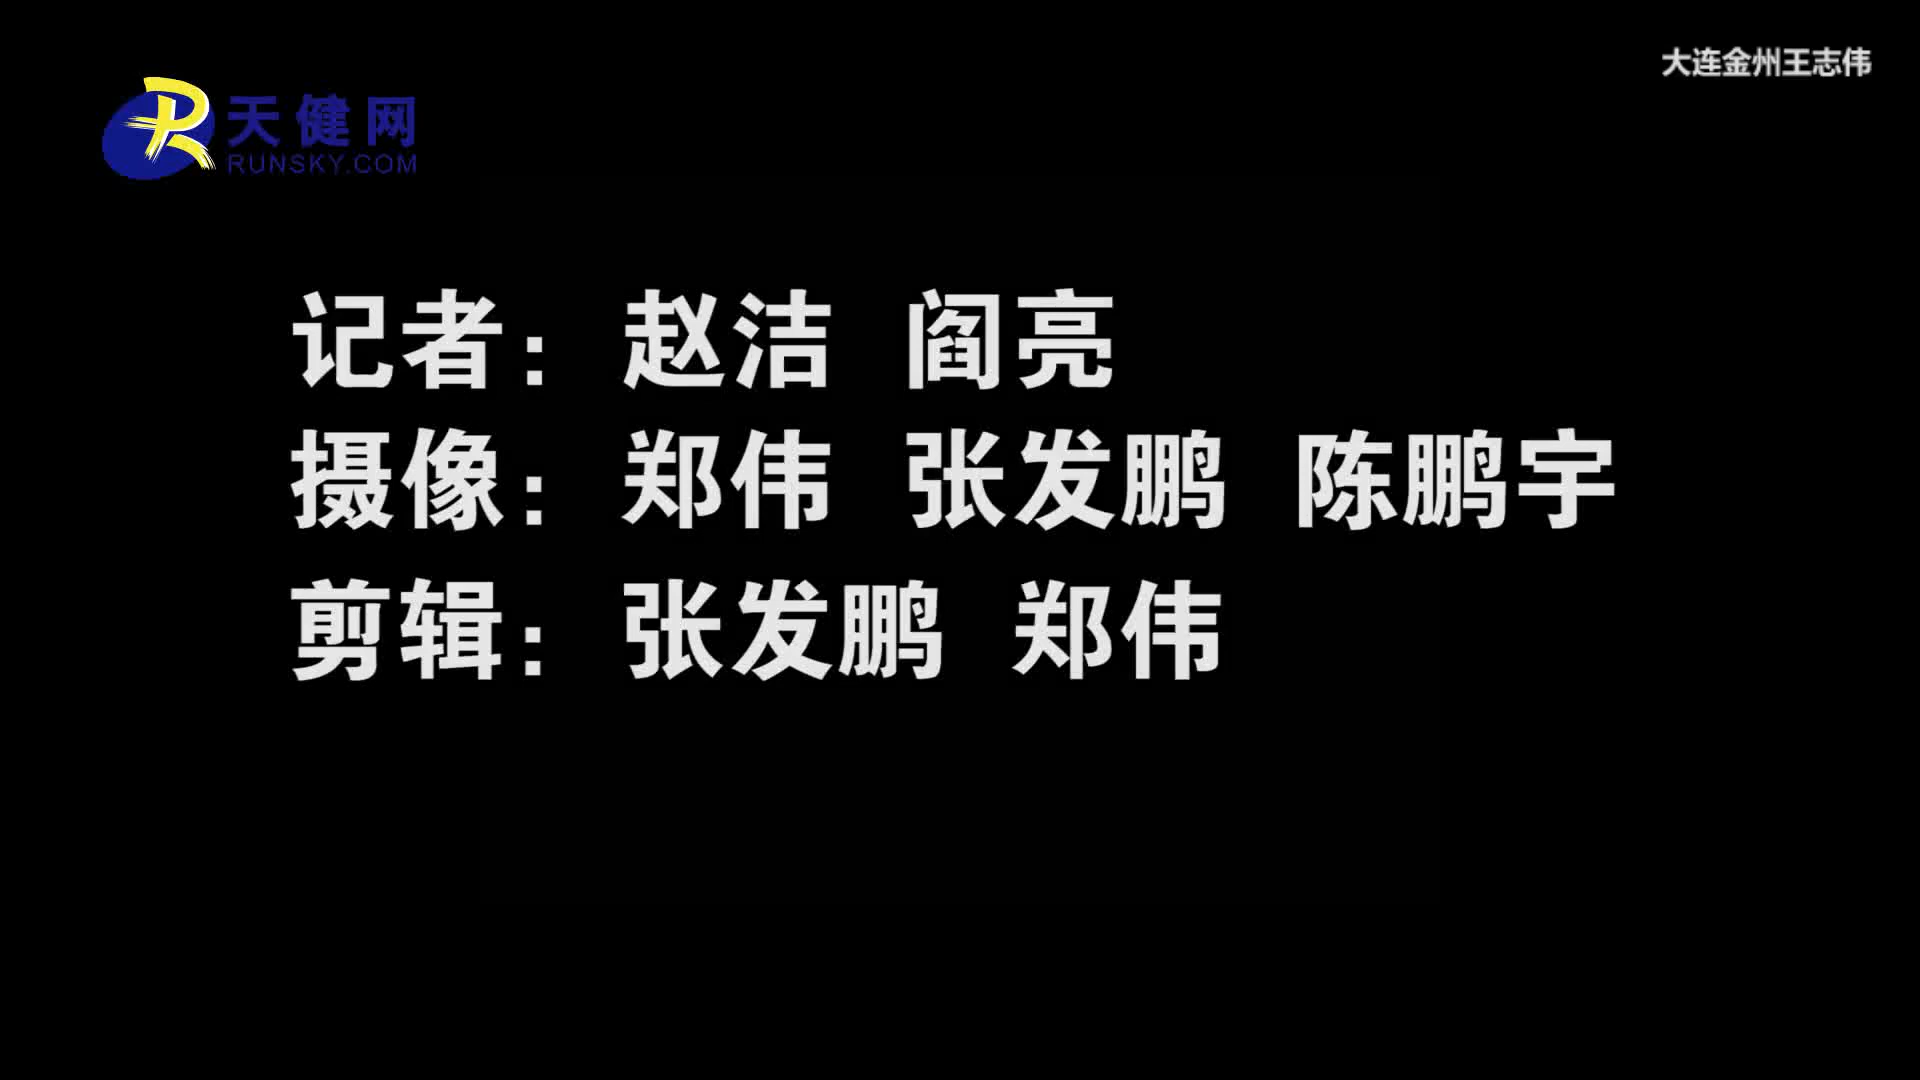 大连金州王志伟
天健网
RUNSKY.COM
记者：赵洁 阎亮
摄像：郑伟 张发鹏 陈鹏宇
剪辑：张发鹏 郑伟